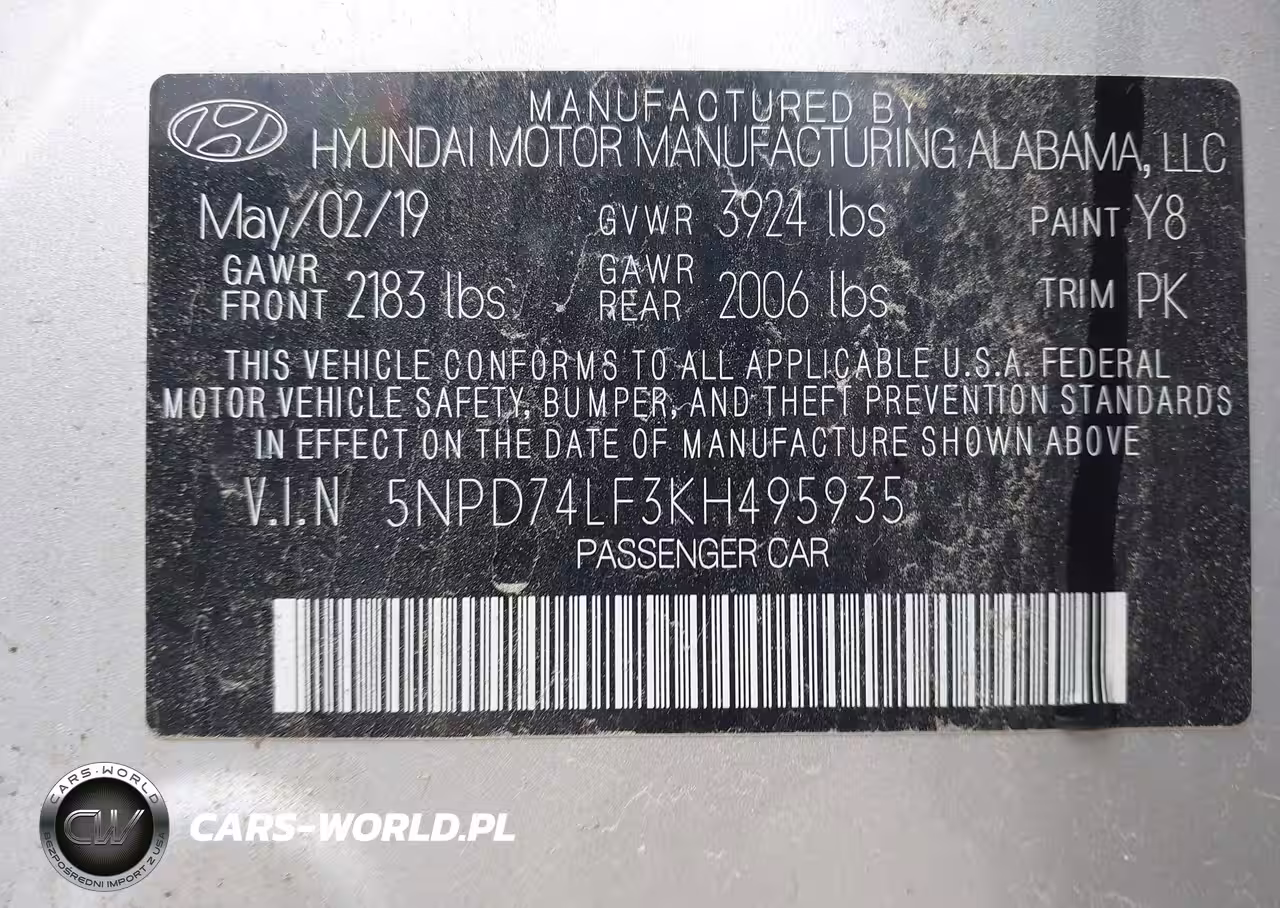 MANUFACTURED BY
HYUNDAI MOTOR MANUFACTURING ALABAMA, LLC
May/02/19 GVWR 3924 lbs PAINT Y8
GAWR FRONT 2183 lbs GAWR REAR 2006 lbs TRIM PK
THIS VEHICLE CONFORMS TO ALL APPLICABLE U.S.A. FEDERAL
MOTOR VEHICLE SAFETY, BUMPER, AND THEFT PREVENTION STANDARDS
IN EFFECT ON THE DATE OF MANUFACTURE SHOWN ABOVE
V.I.N 5NPD74LF3KH495935
PASSENGER CAR
CARS-WORLD
CW
BEZPOŚREDNI IMPORT Z USA
CARS-WORLD.PL